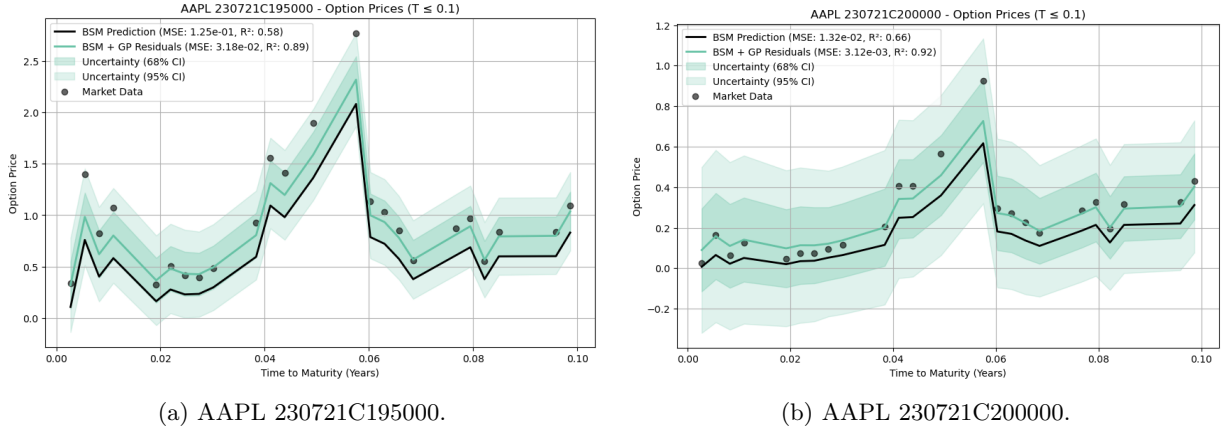 AAPL 230721C195000 - Option Prices (T ≤ 0.1)
BSM Prediction (MSE: 1.25e-01, R²: 0.58)
BSM + GP Residuals (MSE: 3.18e-02, R²: 0.89)
Uncertainty (68% CI)
Uncertainty (95% CI)
Market Data
Option Price
2.5
2.0
1.5
1.0
0.5
0.0
0.00 0.02 0.04 0.06 0.08 0.10
Time to Maturity (Years)
(a) AAPL 230721C195000.
AAPL 230721C200000 - Option Prices (T ≤ 0.1)
BSM Prediction (MSE: 1.32e-02, R²: 0.66)
BSM + GP Residuals (MSE: 3.12e-03, R²: 0.92)
Uncertainty (68% CI)
Uncertainty (95% CI)
Market Data
Option Price
1.2
1.0
0.8
0.6
0.4
0.2
0.0
−0.2
0.00 0.02 0.04 0.06 0.08 0.10
Time to Maturity (Years)
(b) AAPL 230721C200000.